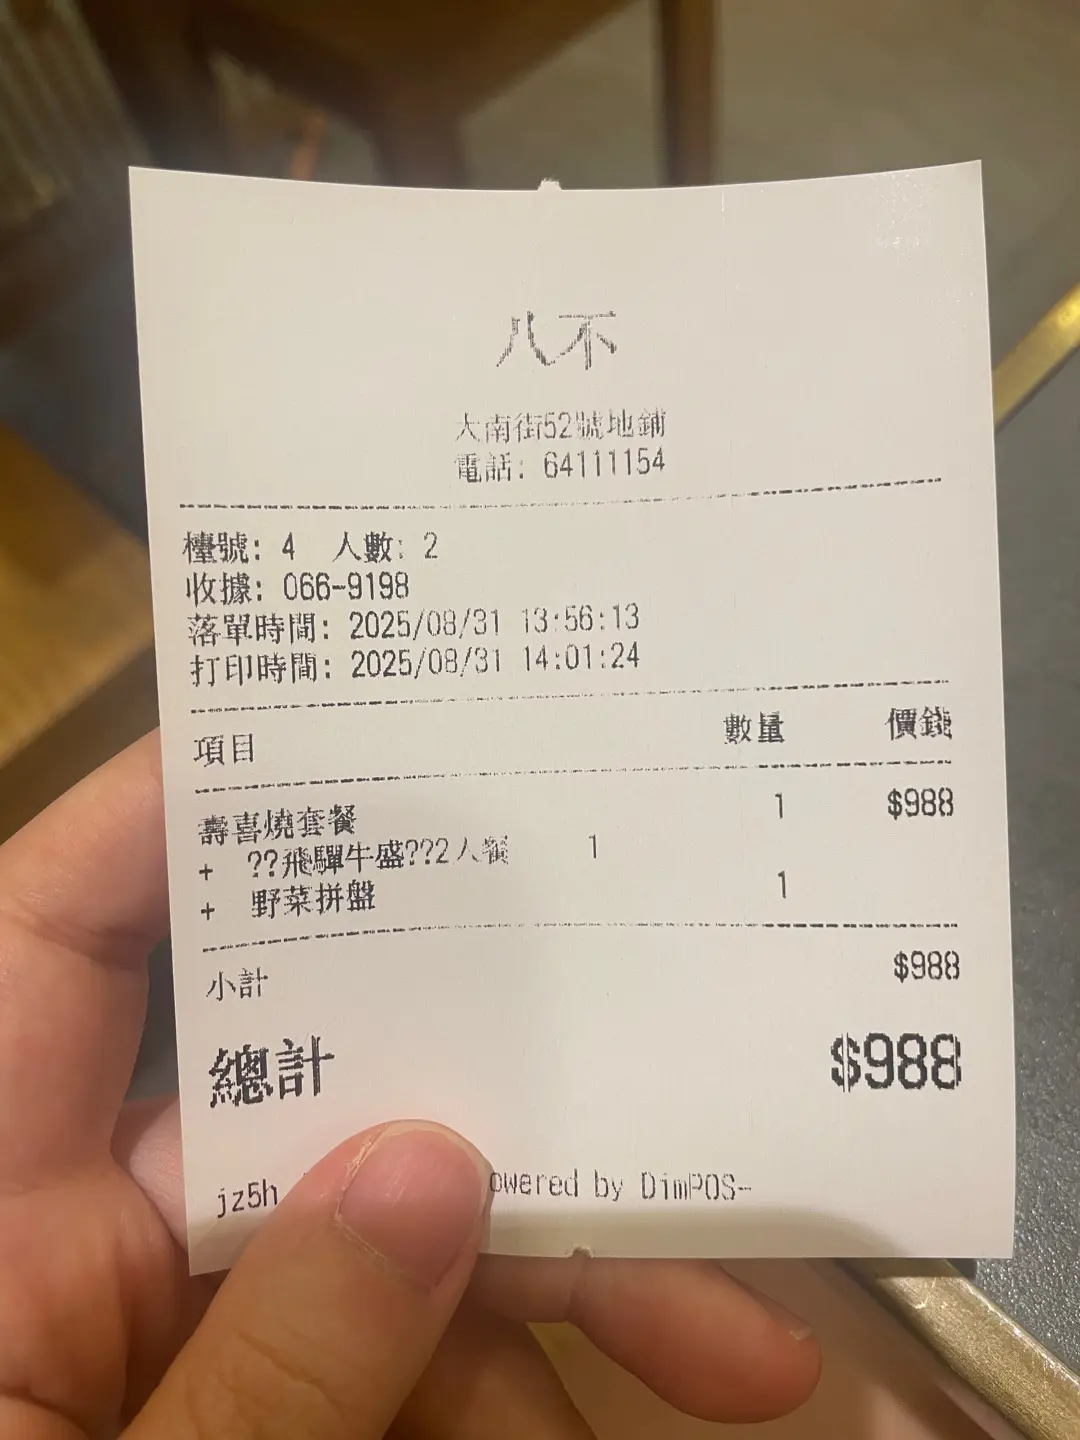 八不
大南街52號地鋪
電話: 64111154
檯號: 4 人數: 2
收據: 066-9198
落單時間: 2025/08/31 13:56:13
打印時間: 2025/08/31 14:01:24
項目 數量 價錢
壽喜燒套餐 1 $988
+ ??飛驒牛盛??2人餐 1
+ 野菜拼盤 1
小計 $988
總計 $988
jz5h owered by DimPOS-